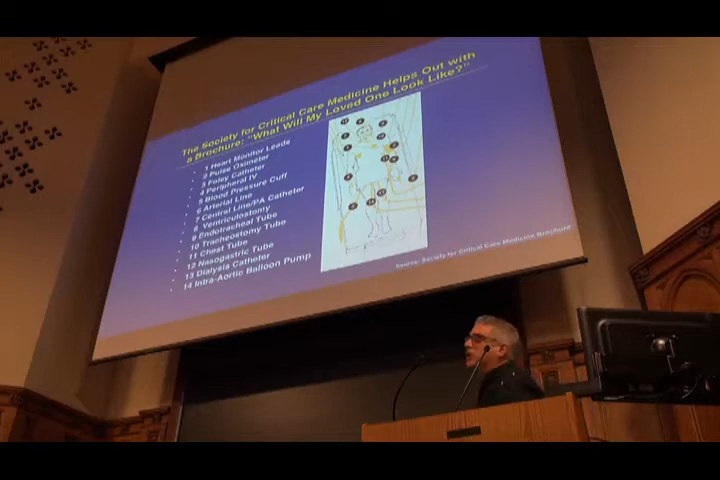 The Society for Critical Care Medicine Helps Out with
a Brochure: "What Will My Loved One Look Like?"
1 Heart Monitor Leeds
2 Pulse Oximeter
3 Foley Catheter
4 Peripheral IV
5 Blood Pressure Cuff
6 Arterial Line
7 Central Line/PA Catheter
8 Ventriculostomy
9 Endotracheal Tube
10 Tracheostomy Tube
11 Chest Tube
12 Nasogastric Tube
13 Dialysis Catheter
14 Intra-Aortic Balloon Pump
Source: Society for Critical Care Medicine Brochure